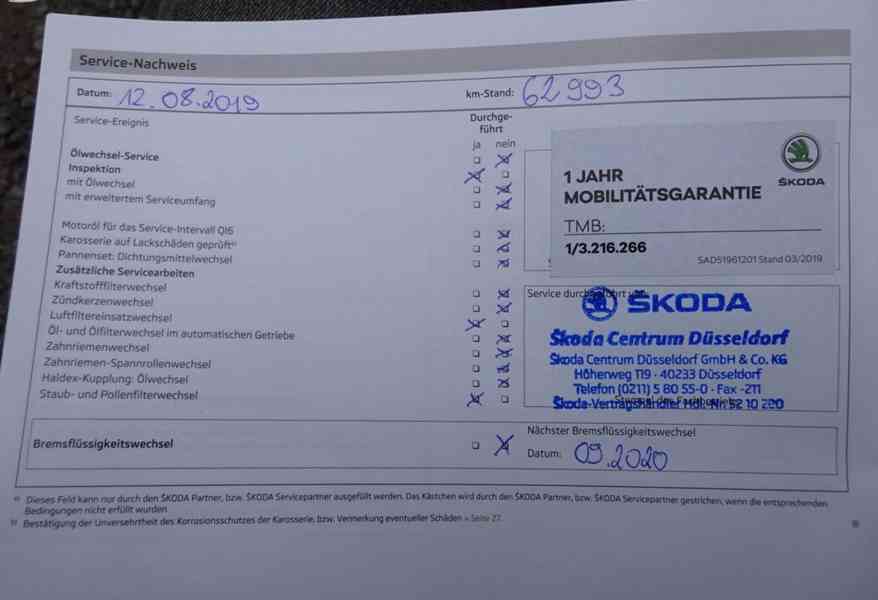 Service-Nachweis
Datum: 12.08.2019 km-Stand: 62993
Service-Ereignis Durchge-
führt
ja nein
Ölwechsel-Service
Inspektion
mit Ölwechsel
mit erweitertem Serviceumfang
Motoröl für das Service-Intervall QI6
Karosserie auf Lackschäden geprüft
Pannenset: Dichtungsmittelwechsel
Zusätzliche Servicearbeiten
Kraftstofffilterwechsel
Zündkerzenwechsel
Luftfiltereinsatzwechsel
Öl- und Ölfilterwechsel im automatischen Getriebe
Zahnriemenwechsel
Zahnriemen-Spannrollenwechsel
Haldex-Kupplung: Ölwechsel
Staub- und Pollenfilterwechsel
1 JAHR
MOBILITÄTSGARANTIE
ŠKODA
TMB:
1/3.216.266
SAD51961201 Stand 03/2019
Service durchgeführt von:
ŠKODA
Škoda Centrum Düsseldorf
Škoda Centrum Düsseldorf GmbH & Co. KG
Höherweg 119 · 40233 Düsseldorf
Telefon (0211) 5 80 55-0 · Fax -211
Škoda-Vertragshändler Hdl.-Nr. 52 10 200
Bremsflüssigkeitswechsel
Nächster Bremsflüssigkeitswechsel
Datum: 09.2020
Dieses Feld kann nur durch den ŠKODA Partner, bzw. ŠKODA Servicepartner ausgefüllt werden. Das Kästchen wird durch den ŠKODA Partner, bzw. ŠKODA Servicepartner gestrichen, wenn die entsprechenden
Bedingungen nicht erfüllt wurden.
Bestätigung der Unversehrtheit des Korrosionsschutzes der Karosserie, bzw. Vermerkung eventueller Schäden » Seite 27.